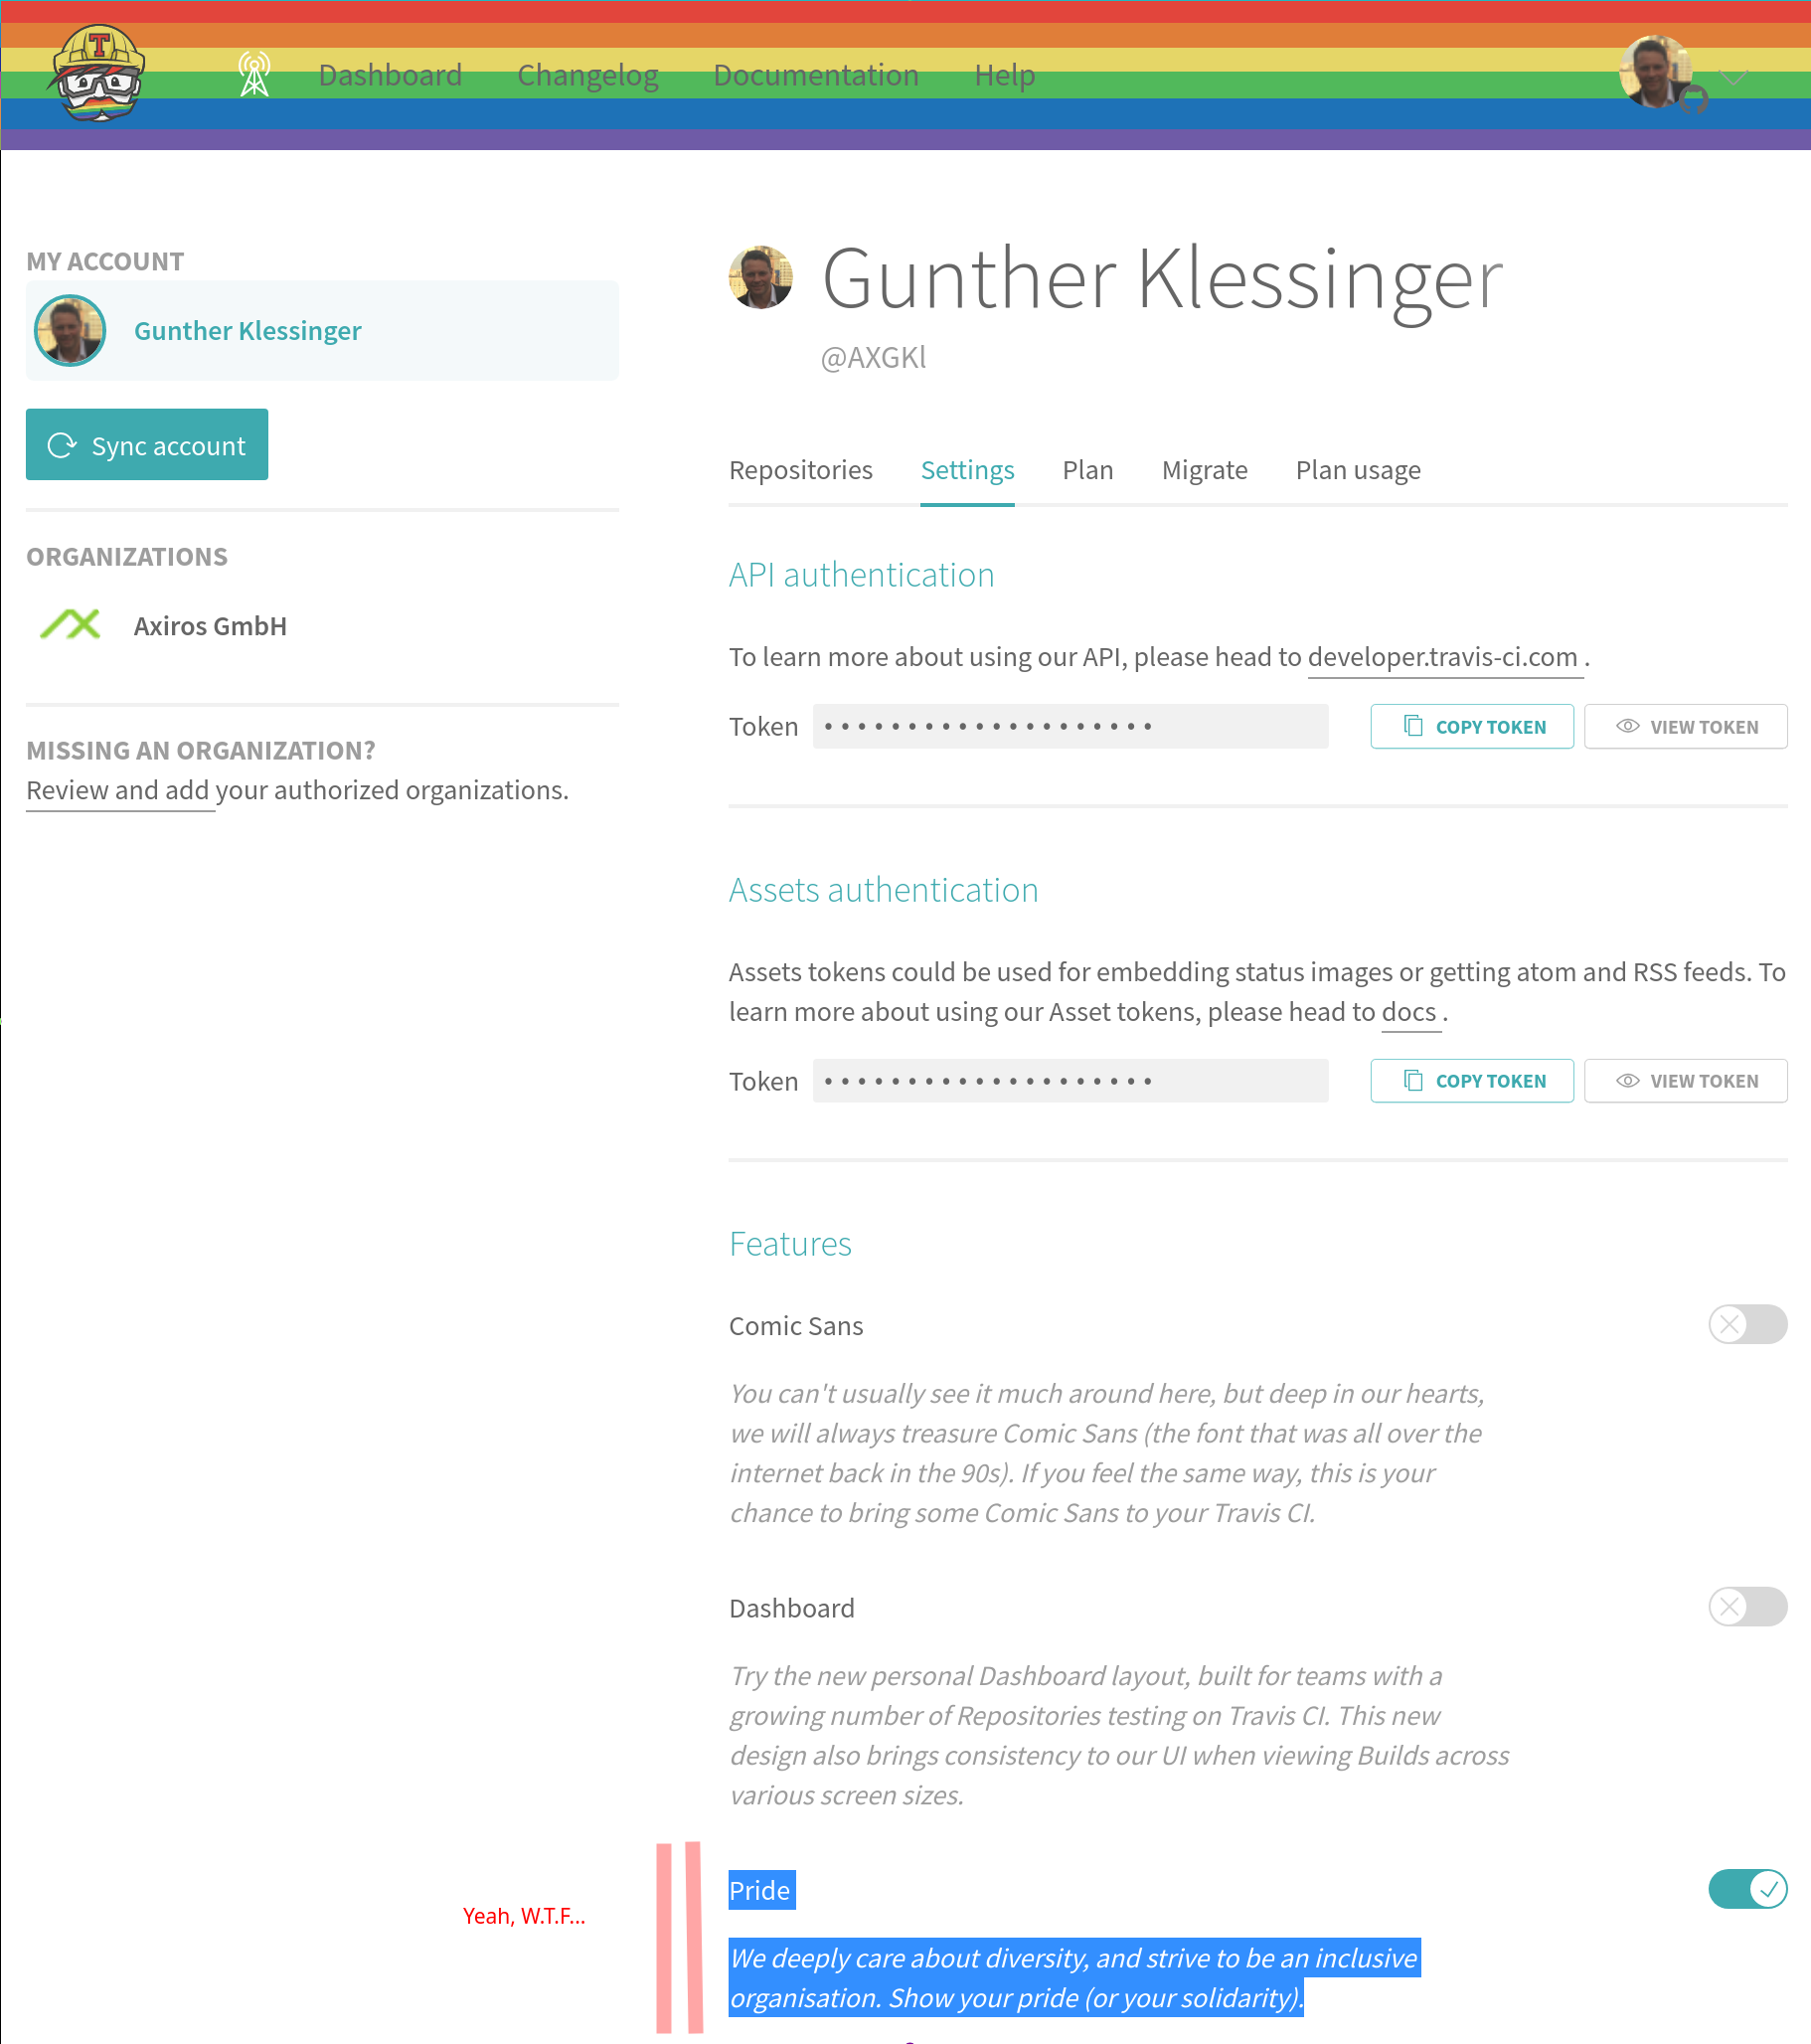 T
Dashboard Changelog Documentation Help
MY ACCOUNT
Gunther Klessinger
Sync account
ORGANIZATIONS
Axiros GmbH
MISSING AN ORGANIZATION?
Review and add your authorized organizations.
Gunther Klessinger
@AXGKl
Repositories Settings Plan Migrate Plan usage
API authentication
To learn more about using our API, please head to developer.travis-ci.com .
Token •••••••••••••••••••• COPY TOKEN VIEW TOKEN
Assets authentication
Assets tokens could be used for embedding status images or getting atom and RSS feeds. To
learn more about using our Asset tokens, please head to docs .
Token •••••••••••••••••••• COPY TOKEN VIEW TOKEN
Features
Comic Sans
You can't usually see it much around here, but deep in our hearts,
we will always treasure Comic Sans (the font that was all over the
internet back in the 90s). If you feel the same way, this is your
chance to bring some Comic Sans to your Travis CI.
Dashboard
Try the new personal Dashboard layout, built for teams with a
growing number of Repositories testing on Travis CI. This new
design also brings consistency to our UI when viewing Builds across
various screen sizes.
Pride
Yeah, W.T.F...
We deeply care about diversity, and strive to be an inclusive
organisation. Show your pride (or your solidarity).